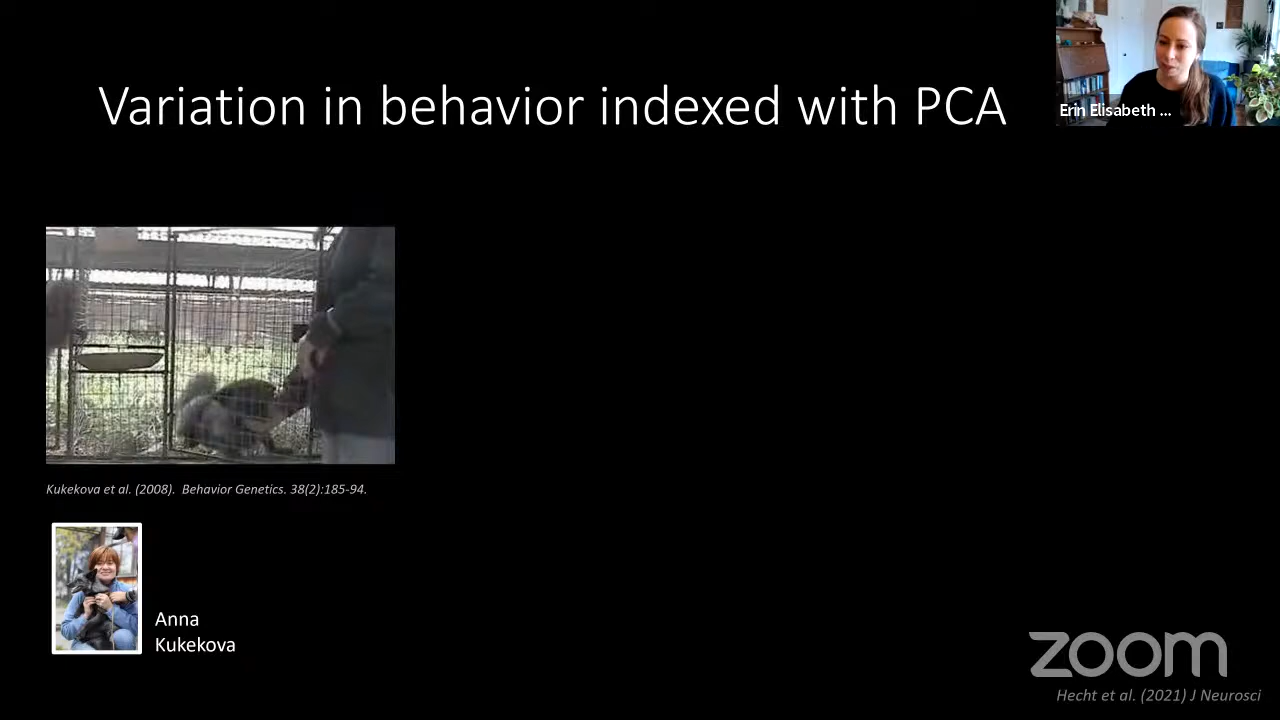 Variation in behavior indexed with PCA
Erin Elisabeth ...
Kukekova et al. (2008). Behavior Genetics. 38(2):185-94.
Anna
Kukekova
zoom
Hecht et al. (2021) J Neurosci